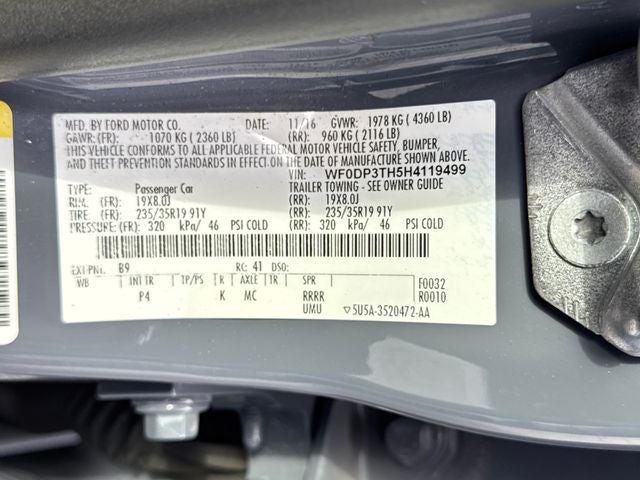 MFD. BY FORD MOTOR CO. DATE: 11/16 GVWR: 1978 KG ( 4360 LB)
GAWR: (FR): 1070 KG ( 2360 LB) (RR): 960 KG ( 2116 LB)
THIS VEHICLE CONFORMS TO ALL APPLICABLE FEDERAL MOTOR VEHICLE SAFETY, BUMPER,
AND THEFT PREVENTION STANDARDS IN EFFECT ON THE DATE OF MANUFACTURE SHOWN ABOVE.
VIN: WF0DP3TH5H4119499
TYPE: Passenger Car TRAILER TOWING - SEE OWNER GUIDE
RIM: (FR): 19X8.0J (RR): 19X8.0J
TIRE: (FR): 235/35R19 91Y (RR): 235/35R19 91Y
PRESSURE: (FR): 320 kPa/ 46 PSI COLD (RR): 320 kPa/ 46 PSI COLD
EXT PNT: B9 RC: 41 DSO:
WB INT TR TP/PS R AXLE TR SPR F0032
P4 K MC RRRR R0010
UMU ▽5U5A-3520472-AA